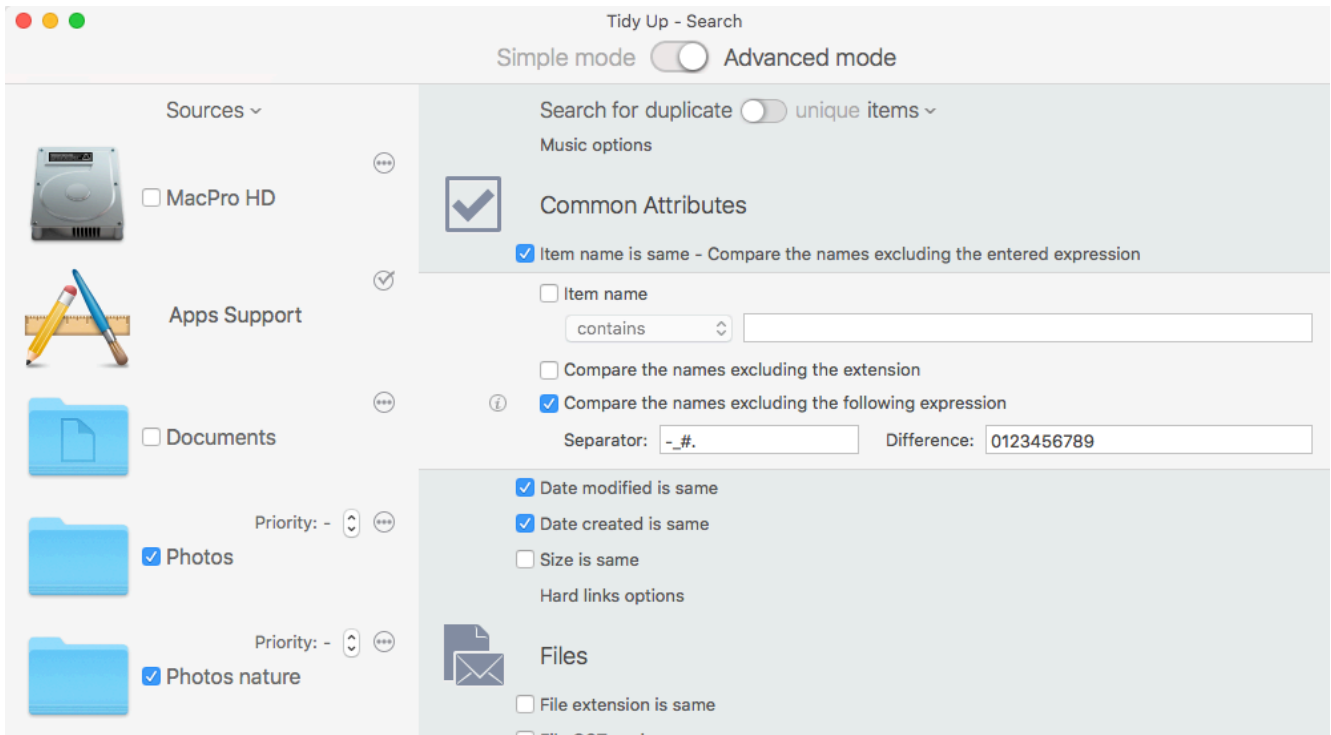 Tidy Up - Search
Simple mode Advanced mode
Sources
MacPro HD
Apps Support
Documents
Priority: -
Photos
Priority: -
Photos nature
Search for duplicate unique items
Music options
Common Attributes
Item name is same - Compare the names excluding the entered expression
Item name
contains
Compare the names excluding the extension
Compare the names excluding the following expression
Separator: -_#. Difference: 0123456789
Date modified is same
Date created is same
Size is same
Hard links options
Files
File extension is same